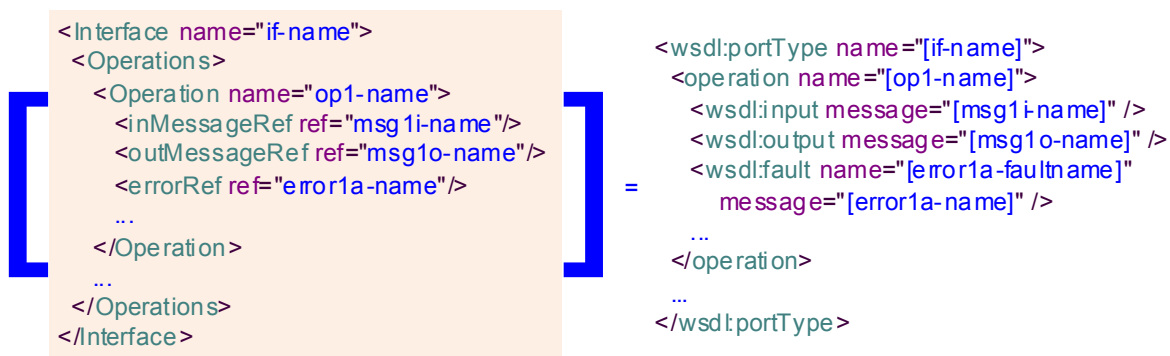 <Interface name="if-name">
<Operations>
<Operation name="op1-name">
<inMessageRef ref="msg1i-name"/>
<outMessageRef ref="msg1o-name"/>
<errorRef ref="error1a-name"/>
...
</Operation>
...
</Operations>
</Interface>
=
<wsdl:portType name="[if-name]">
<operation name="[op1-name]">
<wsdl:input message="[msg1i-name]" />
<wsdl:output message="[msg1o-name]" />
<wsdl:fault name="[error1a-faultname]"
message="[error1a-name]" />
...
</operation>
...
</wsdl:portType>